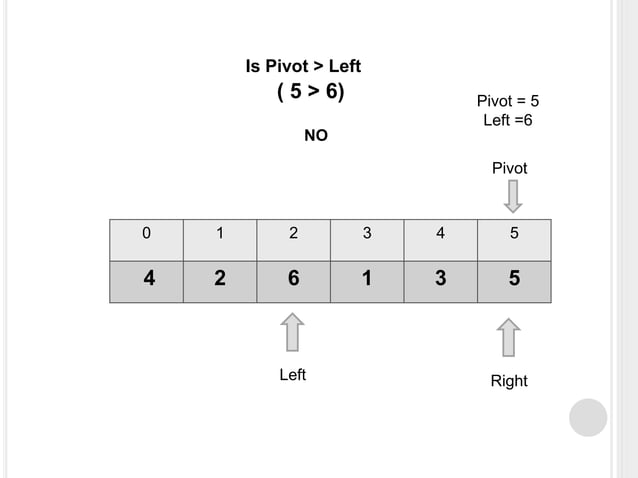 Is Pivot > Left
( 5 > 6)
NO
Pivot = 5
Left =6
Pivot
0 1 2 3 4 5
4 2 6 1 3 5
Left
Right